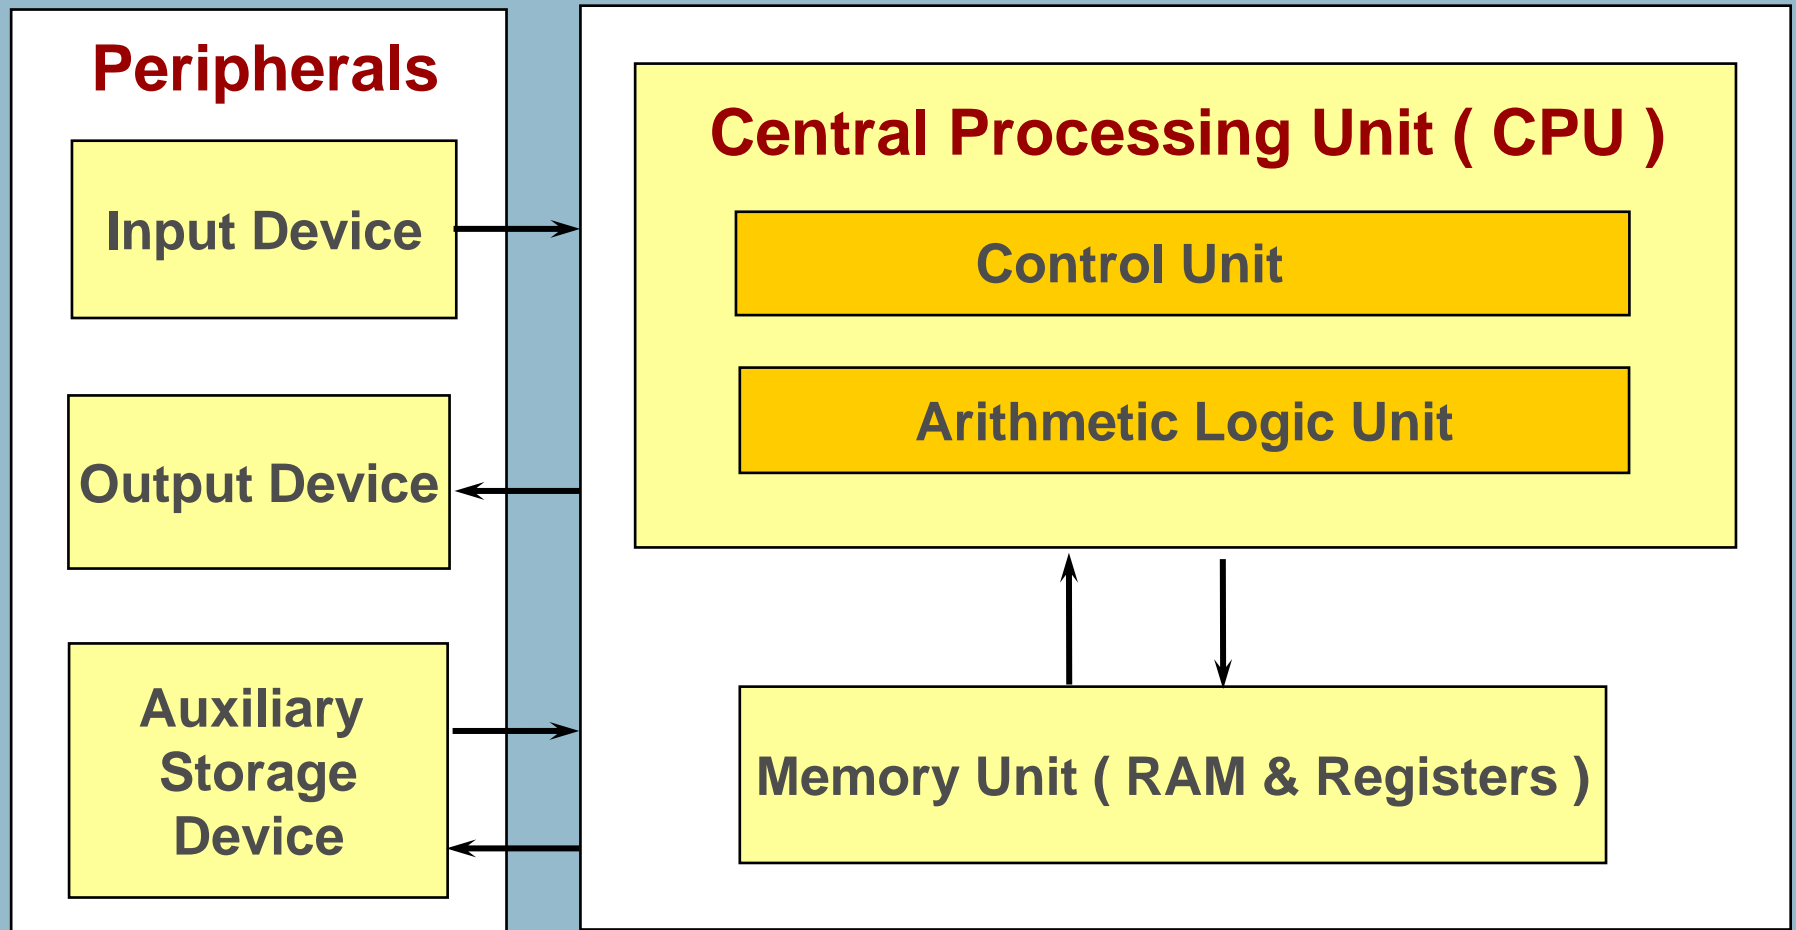 Peripherals
Input Device
Output Device
Auxiliary
Storage
Device
Central Processing Unit ( CPU )
Control Unit
Arithmetic Logic Unit
Memory Unit ( RAM & Registers )